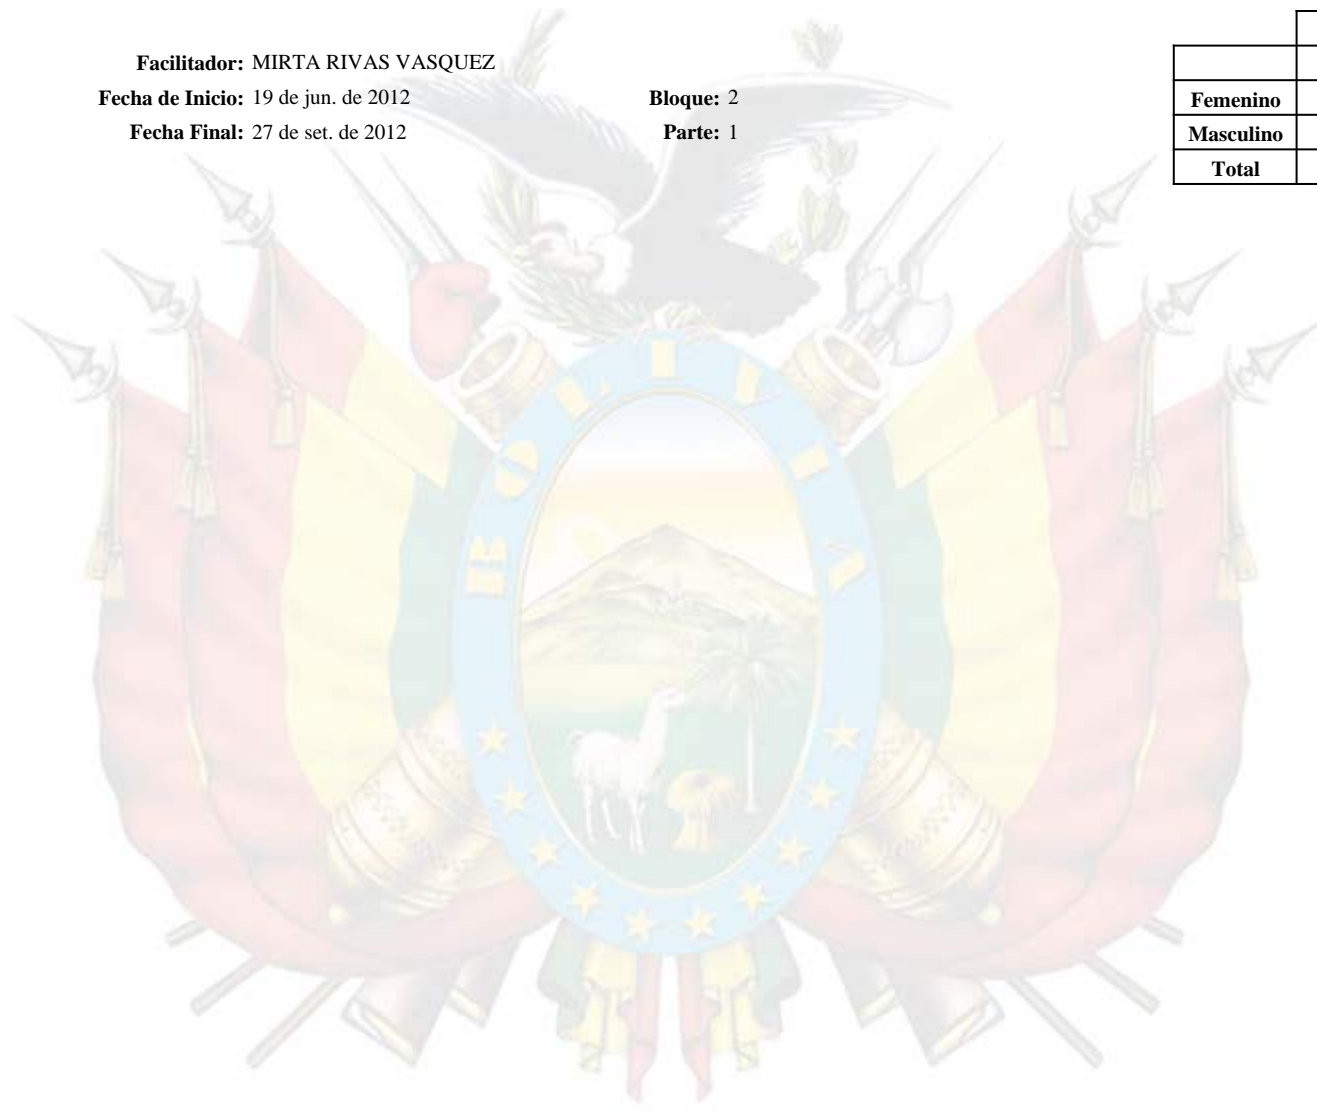 Facilitador: MIRTA RIVAS VASQUEZ
Fecha de Inicio: 19 de jun. de 2012 Bloque: 2
Fecha Final: 27 de set. de 2012 Parte: 1
Femenino
Masculino
Total
BOLIVIA